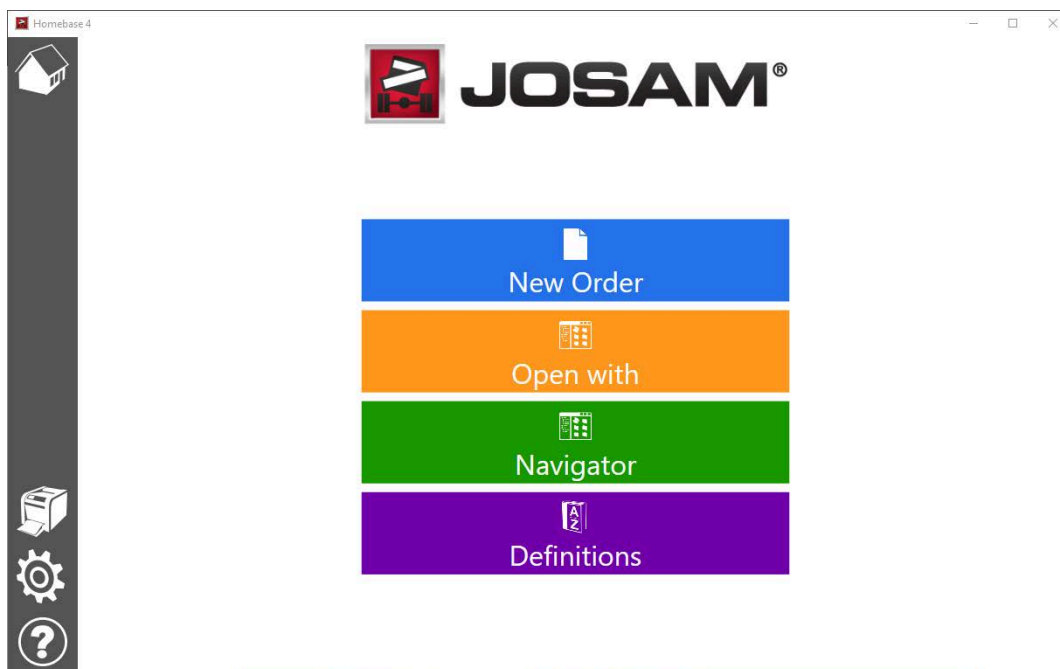 Homebase 4
JOSAM®
New Order
Open with
Navigator
A
Z
Definitions
?